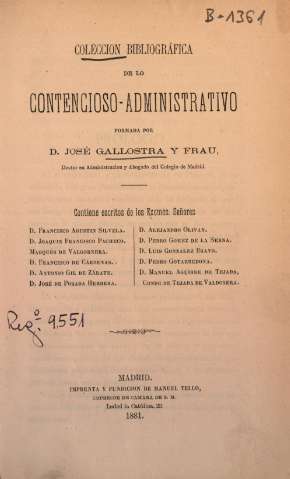 B-1361
COLECCION BIBLIOGRÁFICA
DE LO
CONTENCIOSO-ADMINISTRATIVO
FORMADA POR
D. JOSÉ GALLOSTRA Y FRAU,
Doctor en Administracion y Abogado del Colegio de Madrid.
Contiene escritos de los Excmos. Señores
D. FRANCISCO AGUSTIN SILVELA.
D. JOAQUIN FRANCISCO PACHECO.
MARQUÉS DE VALGORNERA.
D. FRANCISCO DE CÁRDENAS.
D. ANTONIO GIL DE ZÁRATE.
D. JOSÉ DE POSADA HERRERA.
D. ALEJANDRO OLIVAN.
D. PEDRO GOMEZ DE LA SERNA.
D. LUIS GONZALEZ BRAVO.
D. PEDRO GOTARREDONA.
D. MANUEL AGUIRRE DE TEJADA,
CONDE DE TEJADA DE VALDOSERA.
Reg.º 9,551
MADRID.
IMPRENTA Y FUNDICION DE MANUEL TELLO,
IMPRESOR DE CÁMARA DE S. M.
Isabel la Católica, 23
1881.